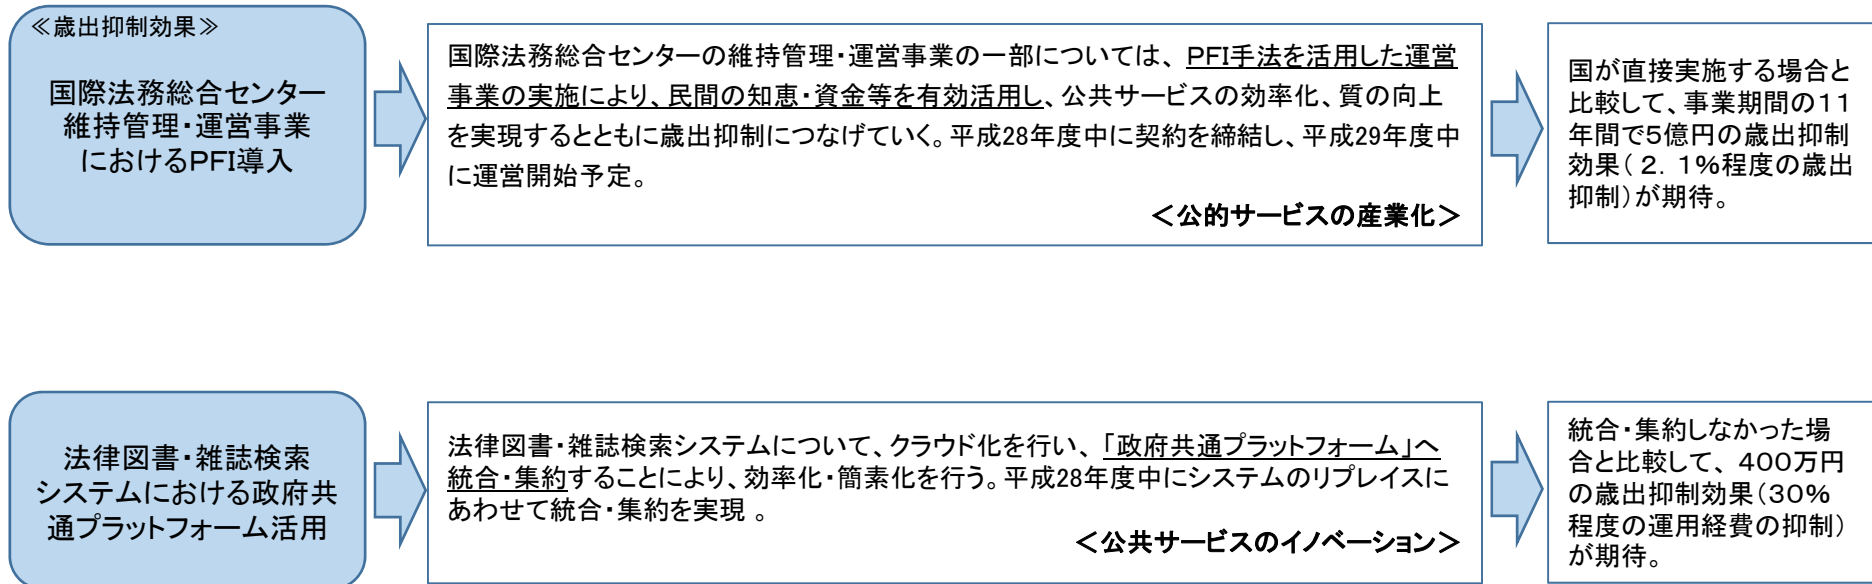 ≪歳出抑制効果≫
国際法務総合センター
維持管理・運営事業
におけるPFI導入
国際法務総合センターの維持管理・運営事業の一部については、PFI手法を活用した運営
事業の実施により、民間の知恵・資金等を有効活用し、公共サービスの効率化、質の向上
を実現するとともに歳出抑制につなげていく。平成28年度中に契約を締結し、平成29年度中
に運営開始予定。
＜公的サービスの産業化＞
国が直接実施する場合と
比較して、事業期間の11
年間で5億円の歳出抑制
効果(２．１％程度の歳出
抑制)が期待。
法律図書・雑誌検索
システムにおける政府共
通プラットフォーム活用
法律図書・雑誌検索システムについて、クラウド化を行い、「政府共通プラットフォーム」へ
統合・集約することにより、効率化・簡素化を行う。平成28年度中にシステムのリプレイスに
あわせて統合・集約を実現 。
＜公共サービスのイノベーション＞
統合・集約しなかった場
合と比較して、４００万円
の歳出抑制効果(30％
程度の運用経費の抑制)
が期待。